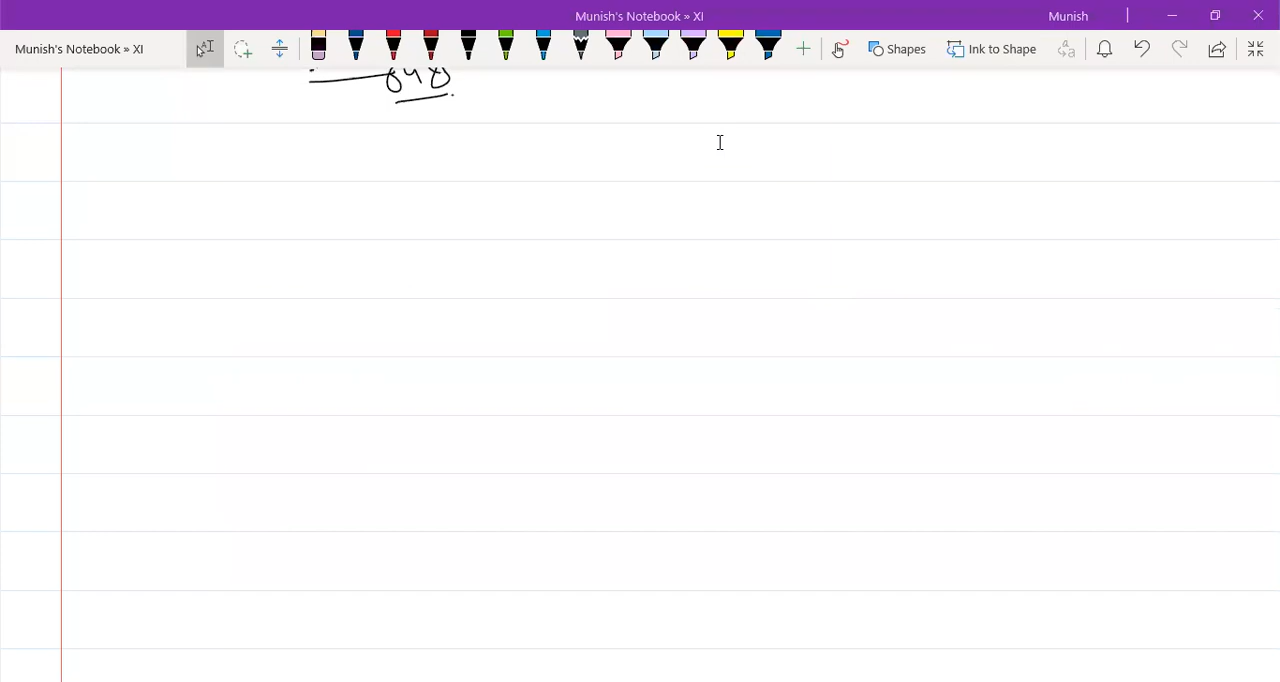 Munish's Notebook » XI
Munish
Munish's Notebook » XI
Shapes
Ink to Shape